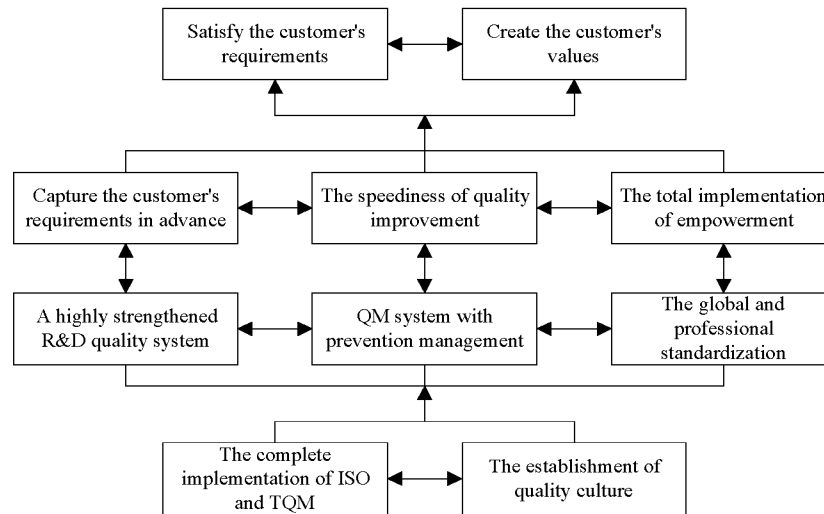 Satisfy the customer's
requirements
Create the customer's
values
Capture the customer's
requirements in advance
The speediness of quality
improvement
The total implementation
of empowerment
A highly strengthened
R&D quality system
QM system with
prevention management
The global and
professional
standardization
The complete
implementation of ISO
and TQM
The establishment of
quality culture